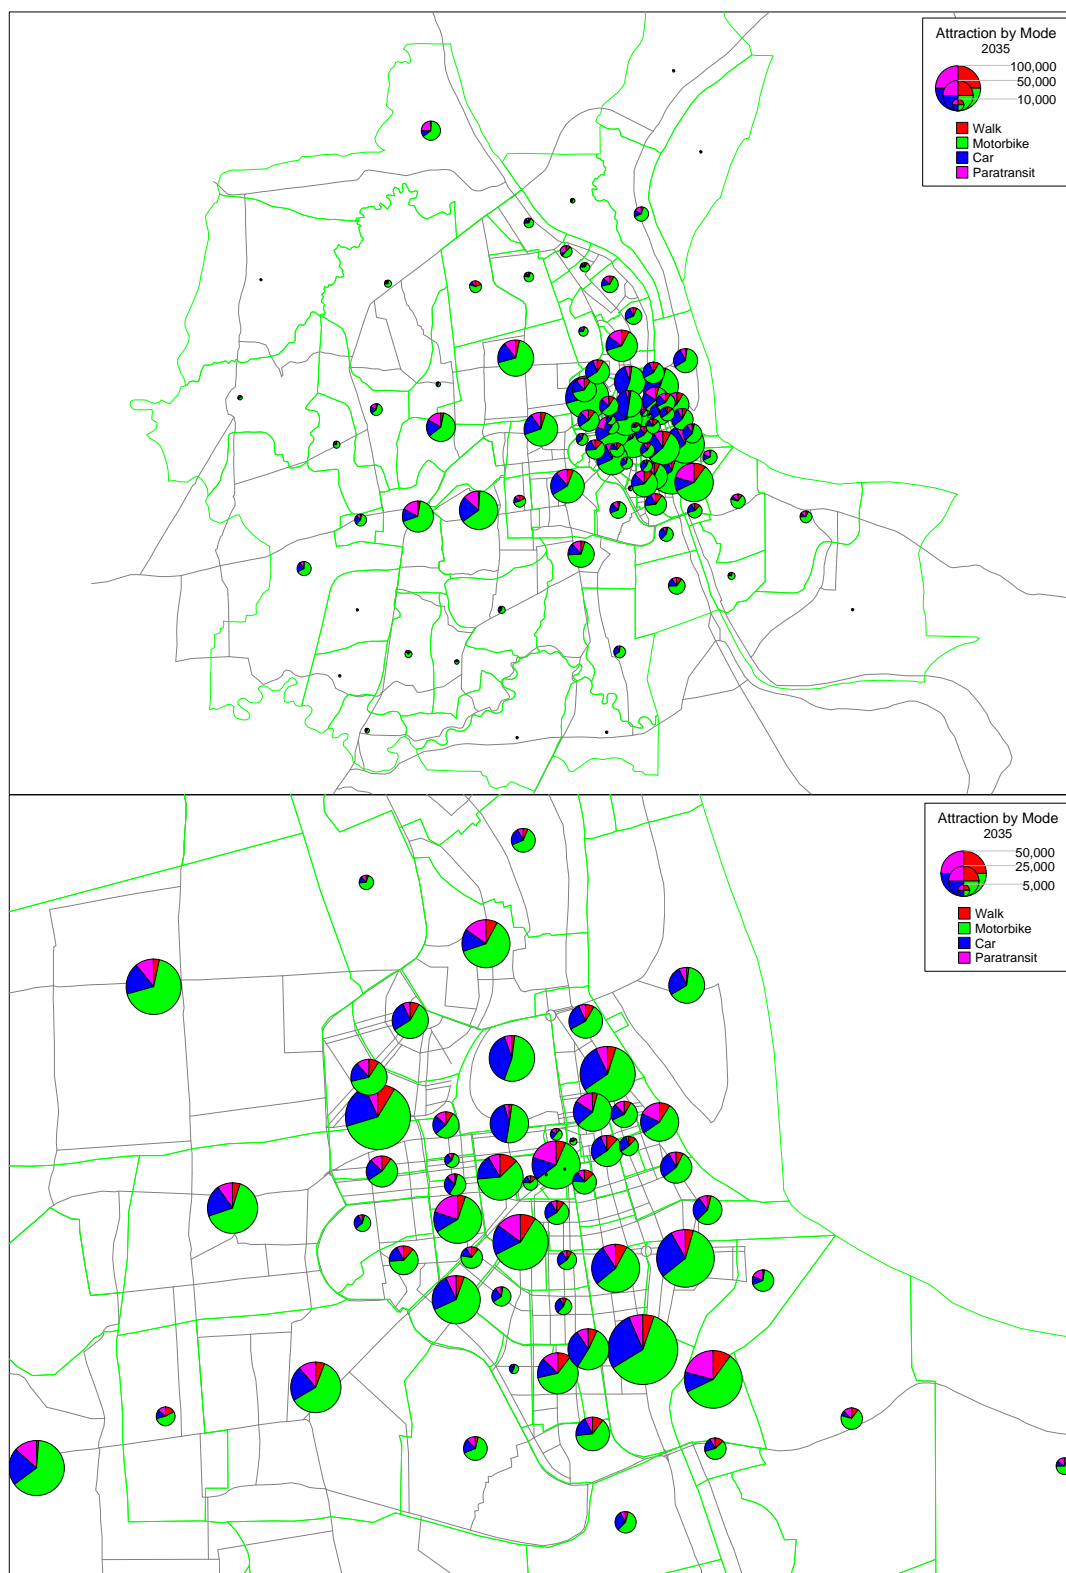 Attraction by Mode
2035
100,000
50,000
10,000
Walk
Motorbike
Car
Paratransit
Attraction by Mode
2035
50,000
25,000
5,000
Walk
Motorbike
Car
Paratransit